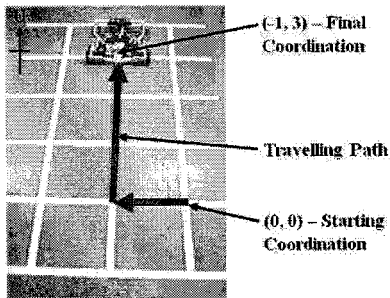 (-1, 3) – Final
Coordination
Travelling Path
(0, 0) – Starting
Coordination